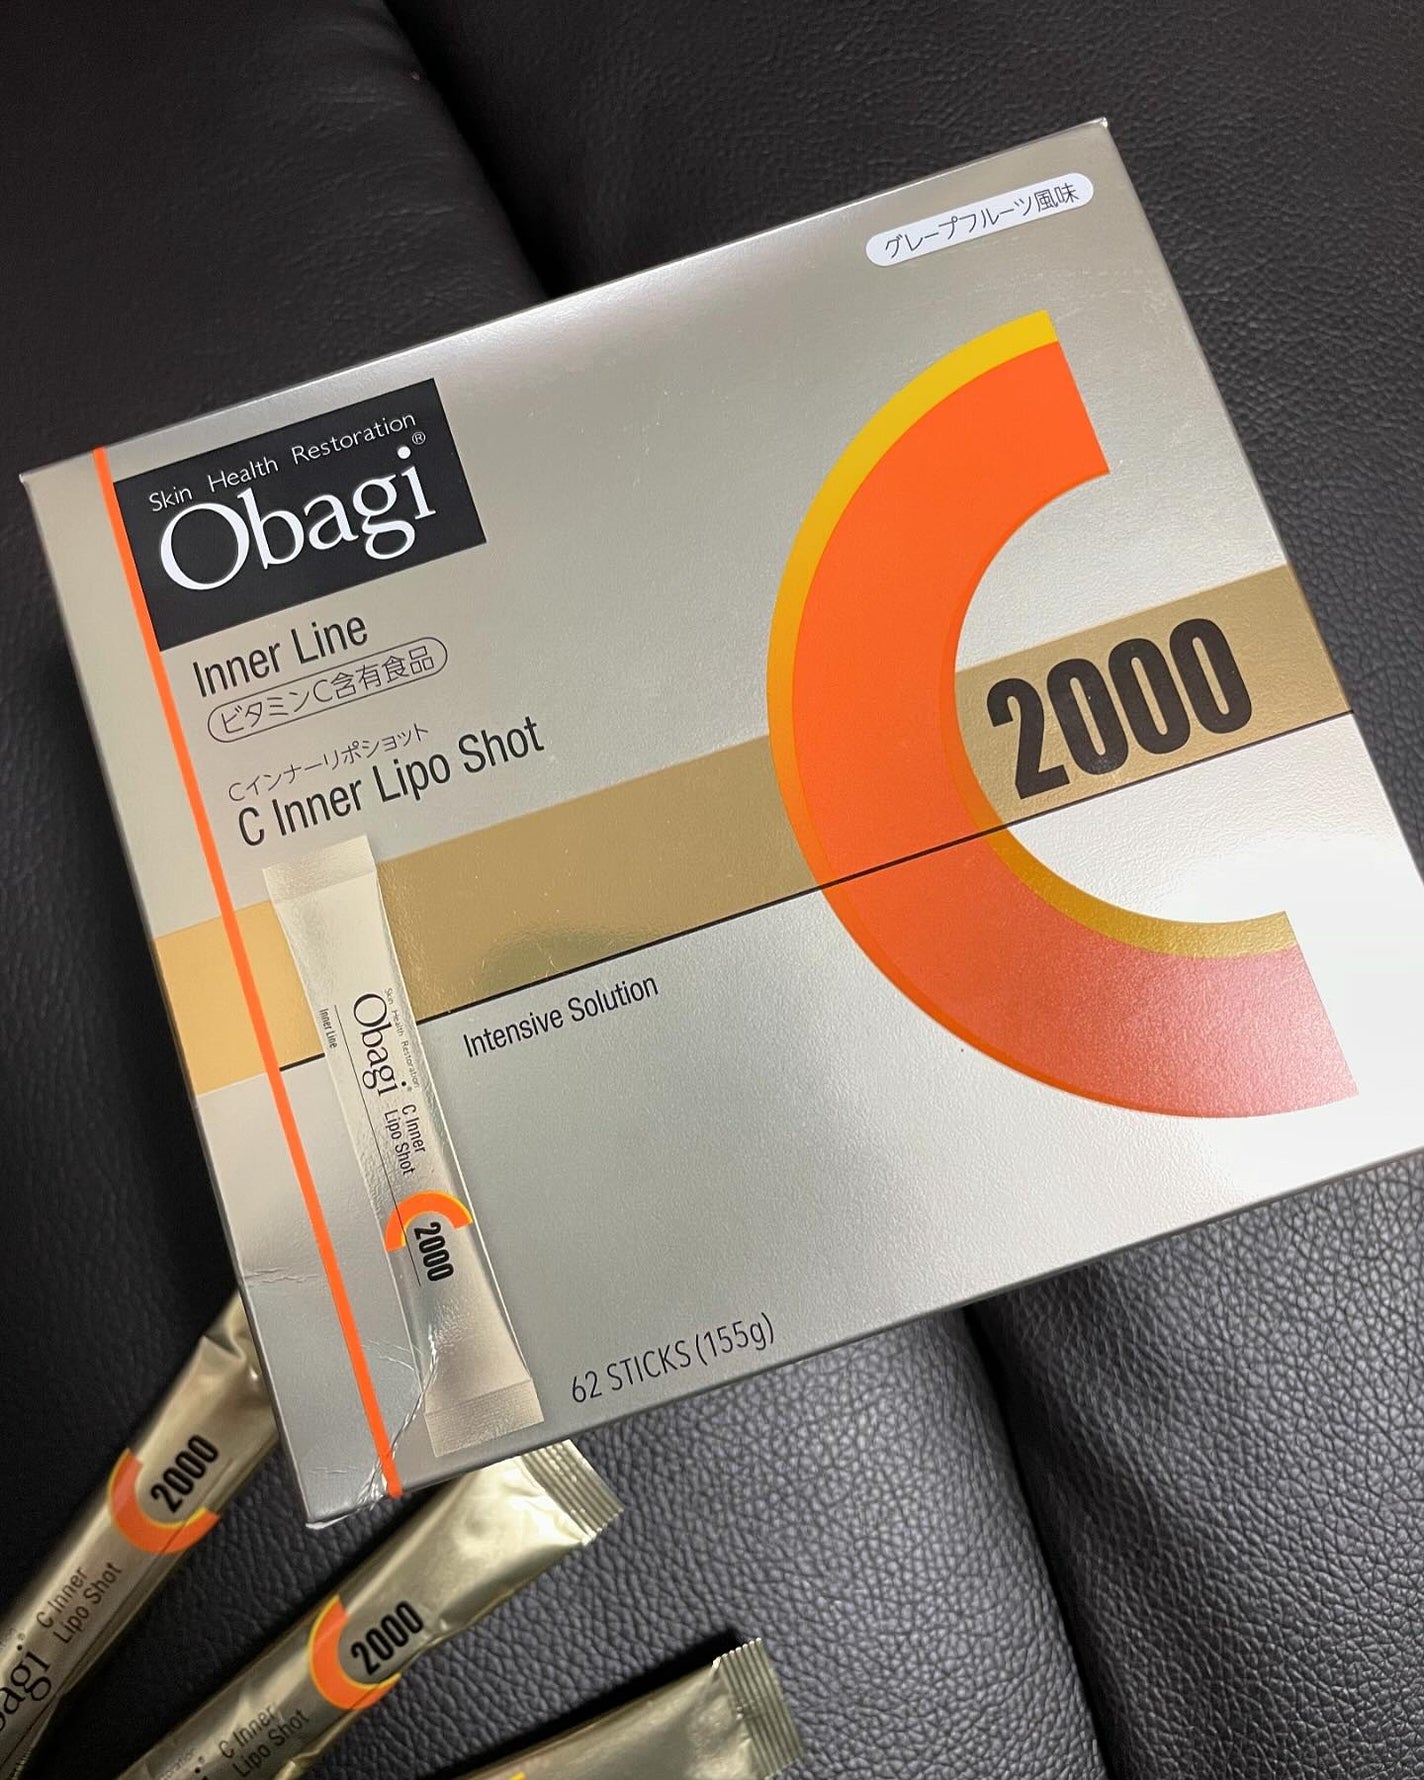 グレープフルーツ風味
Skin Health Restoration
Obagi®
Inner Line
ビタミンC含有食品
Cインナーリポショット
C Inner Lipo Shot
C
2000
Intensive Solution
Skin Health Restoration
Obagi®
Inner Line
C Inner
Lipo Shot
C
2000
62 STICKS (155g)
C
2000
C Inner
Lipo Shot
agi®
C
2000
C Inner
Lipo Shot